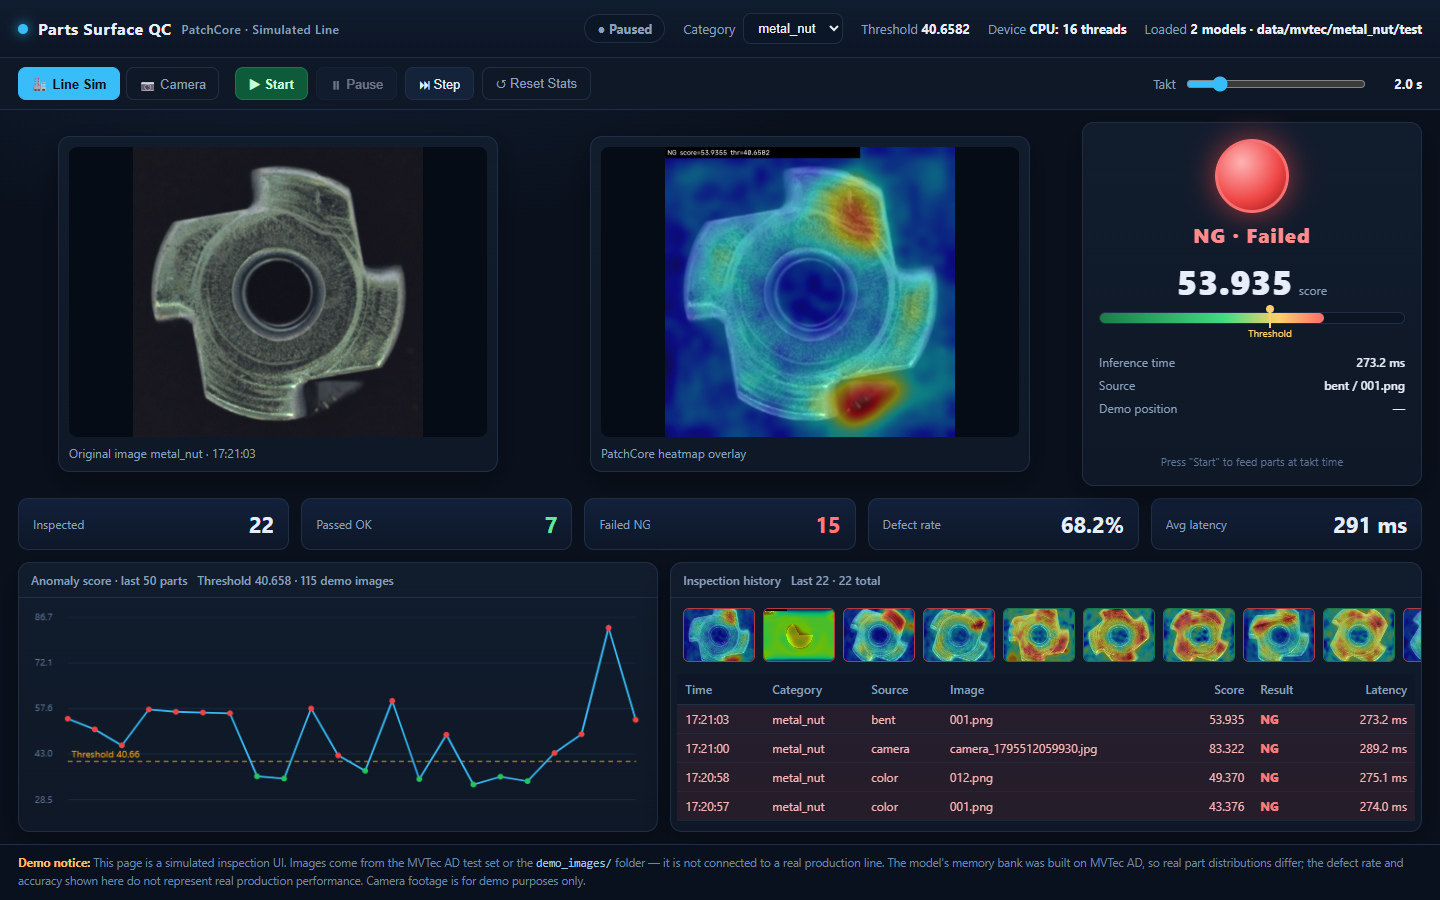 Parts Surface QC PatchCore · Simulated Line
● Paused
Category metal_nut
Threshold 40.6582
Device CPU: 16 threads
Loaded 2 models · data/mvtec/metal_nut/test
Line Sim
Camera
▶ Start
⏸ Pause
⏭ Step
↺ Reset Stats
Takt 2.0 s
Original image metal_nut · 17:21:03
NG score=53.9355 thr=40.6582
PatchCore heatmap overlay
NG · Failed
53.935 score
Threshold
Inference time 273.2 ms
Source bent / 001.png
Demo position —
Press "Start" to feed parts at takt time
Inspected 22
Passed OK 7
Failed NG 15
Defect rate 68.2%
Avg latency 291 ms
Anomaly score · last 50 parts Threshold 40.658 · 115 demo images
86.7
72.1
57.6
43.0
28.5
Threshold 40.66
Inspection history Last 22 · 22 total
Time Category Source Image Score Result Latency
17:21:03 metal_nut bent 001.png 53.935 NG 273.2 ms
17:21:00 metal_nut camera camera_1795512059930.jpg 83.322 NG 289.2 ms
17:20:58 metal_nut color 012.png 49.370 NG 275.1 ms
17:20:57 metal_nut color 001.png 43.376 NG 274.0 ms
Demo notice: This page is a simulated inspection UI. Images come from the MVTec AD test set or the demo_images/ folder — it is not connected to a real production line. The model's memory bank was built on MVTec AD, so real part distributions differ; the defect rate and
accuracy shown here do not represent real production performance. Camera footage is for demo purposes only.